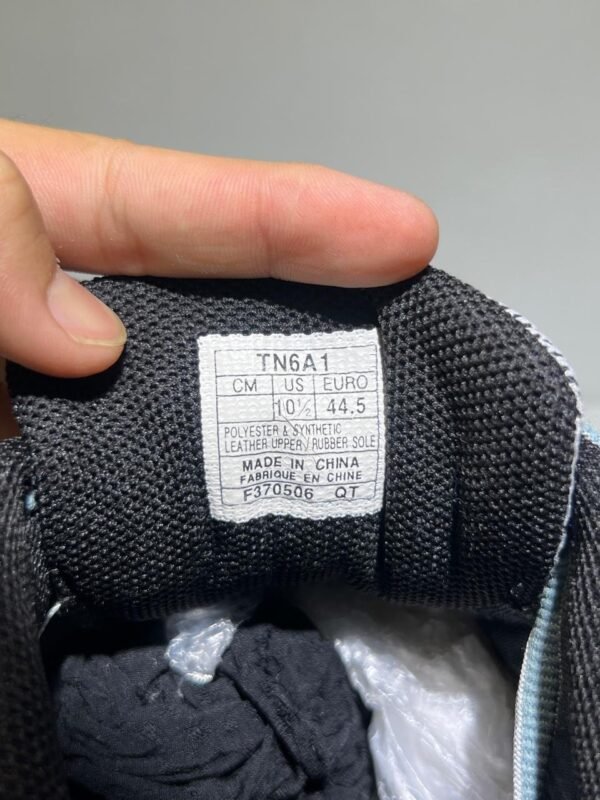 TN6A1
CM US EURO
10½ 44.5
POLYESTER & SYNTHETIC
LEATHER UPPER / RUBBER SOLE
MADE IN CHINA
FABRIQUE EN CHINE
F370506 QT